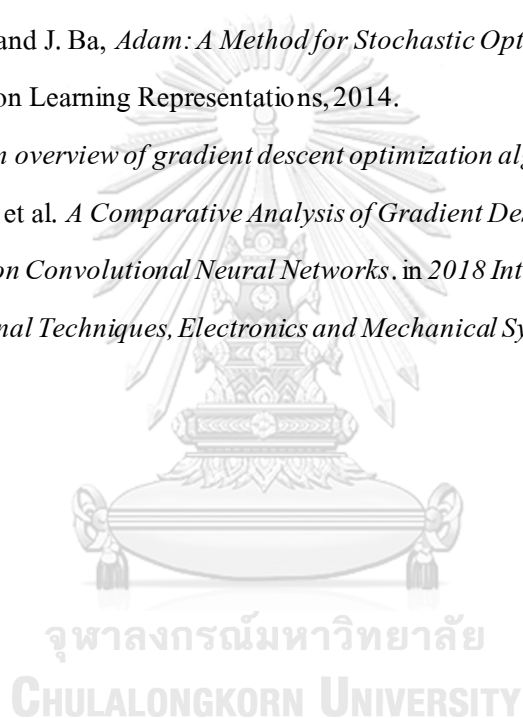 and J. Ba, Adam: A Method for Stochastic Opt
on Learning Representations, 2014.
n overview of gradient descent optimization alg
et al. A Comparative Analysis of Gradient Des
on Convolutional Neural Networks. in 2018 Int
nal Techniques, Electronics and Mechanical Sy
จุฬาลงกรณ์มหาวิทยาลัย
CHULALONGKORN UNIVERSITY